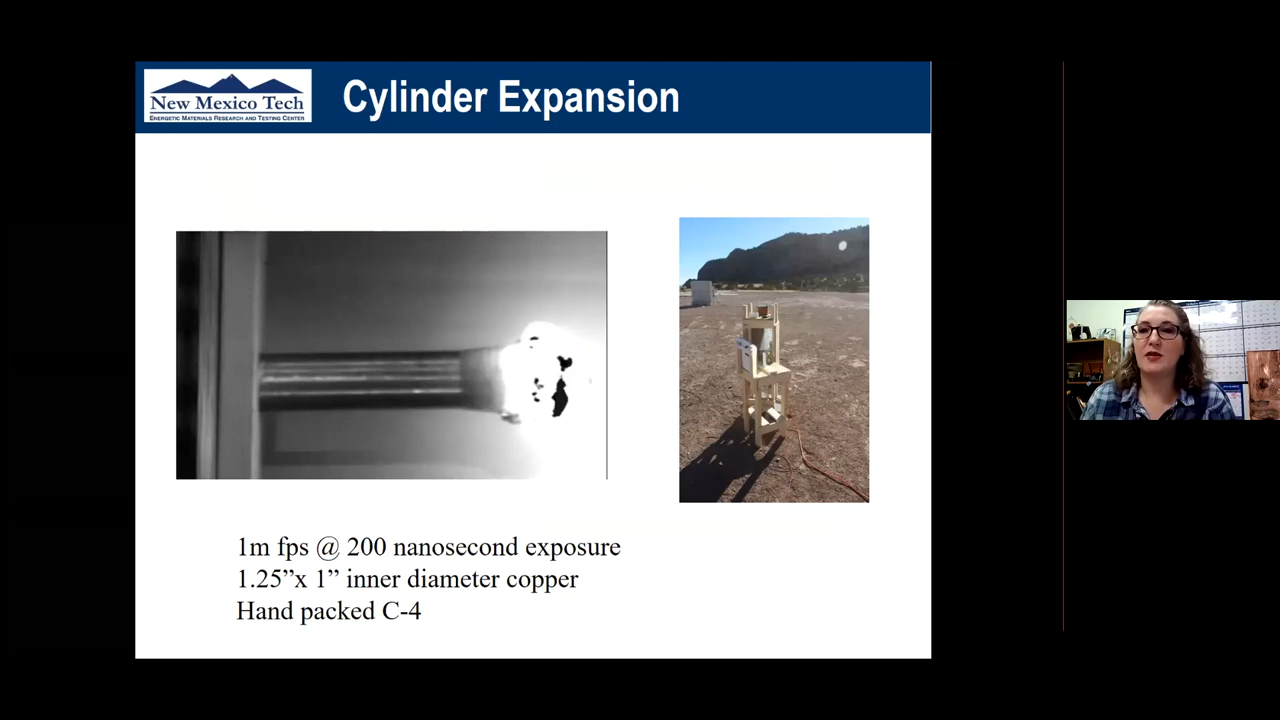 New Mexico Tech
Energetic Materials Research and Testing Center
Cylinder Expansion
1m fps @ 200 nanosecond exposure
1.25”x 1” inner diameter copper
Hand packed C-4